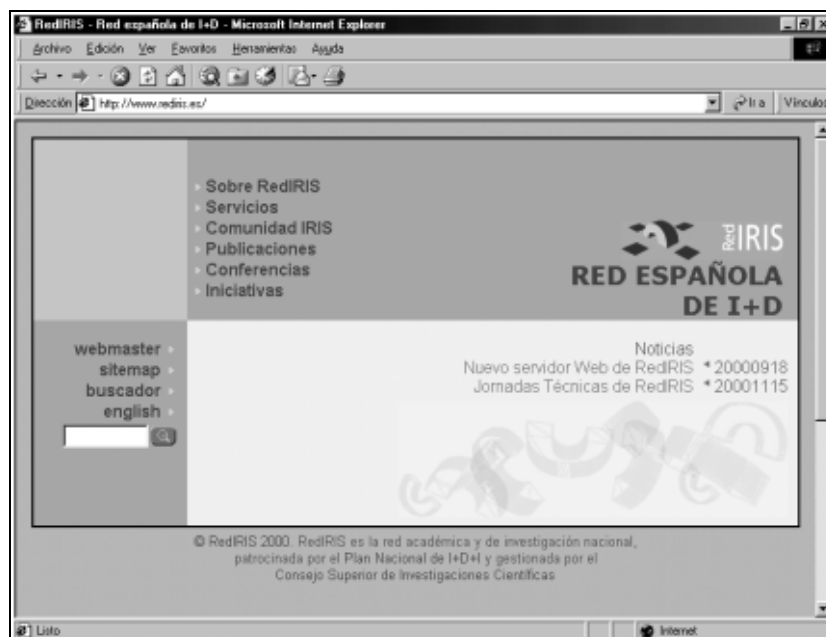 RedIRIS - Red española de I+D - Microsoft Internet Explorer
Archivo Edición Ver Favoritos Herramientas Ayuda
Dirección http://www.rediris.es/ Ir a Vínculos
Sobre RedIRIS
Servicios
Comunidad IRIS
Publicaciones
Conferencias
Iniciativas
Red IRIS
RED ESPAÑOLA
DE I+D
webmaster
sitemap
buscador
english
Noticias
Nuevo servidor Web de RedIRIS * 20000918
Jornadas Técnicas de RedIRIS * 20001115
© RedIRIS 2000. RedIRIS es la red académica y de investigación nacional,
patrocinada por el Plan Nacional de I+D+I y gestionada por el
Consejo Superior de Investigaciones Científicas
Listo Internet